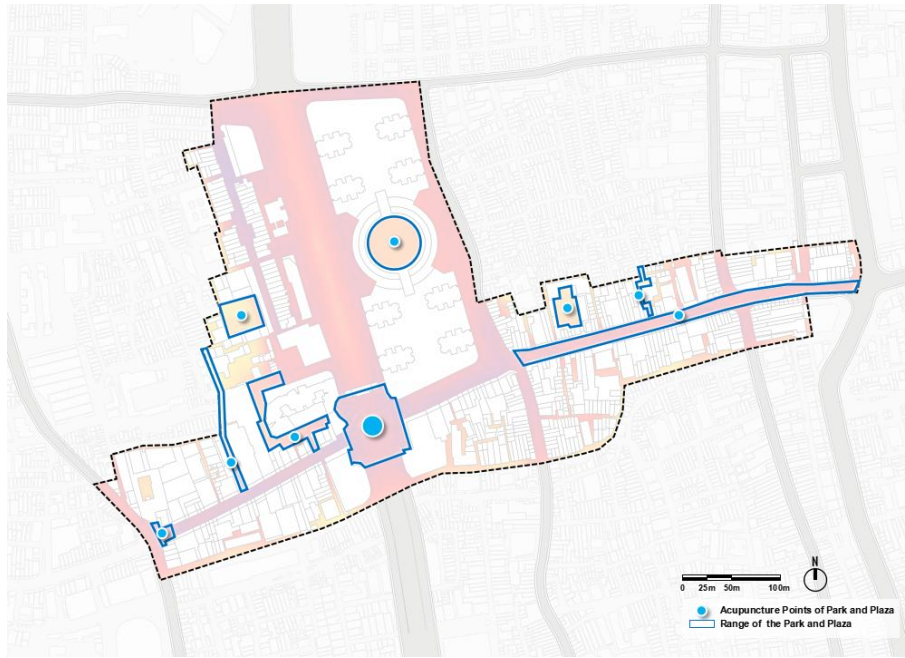 N
0 25m 50m 100m
Acupuncture Points of Park and Plaza
Range of the Park and Plaza